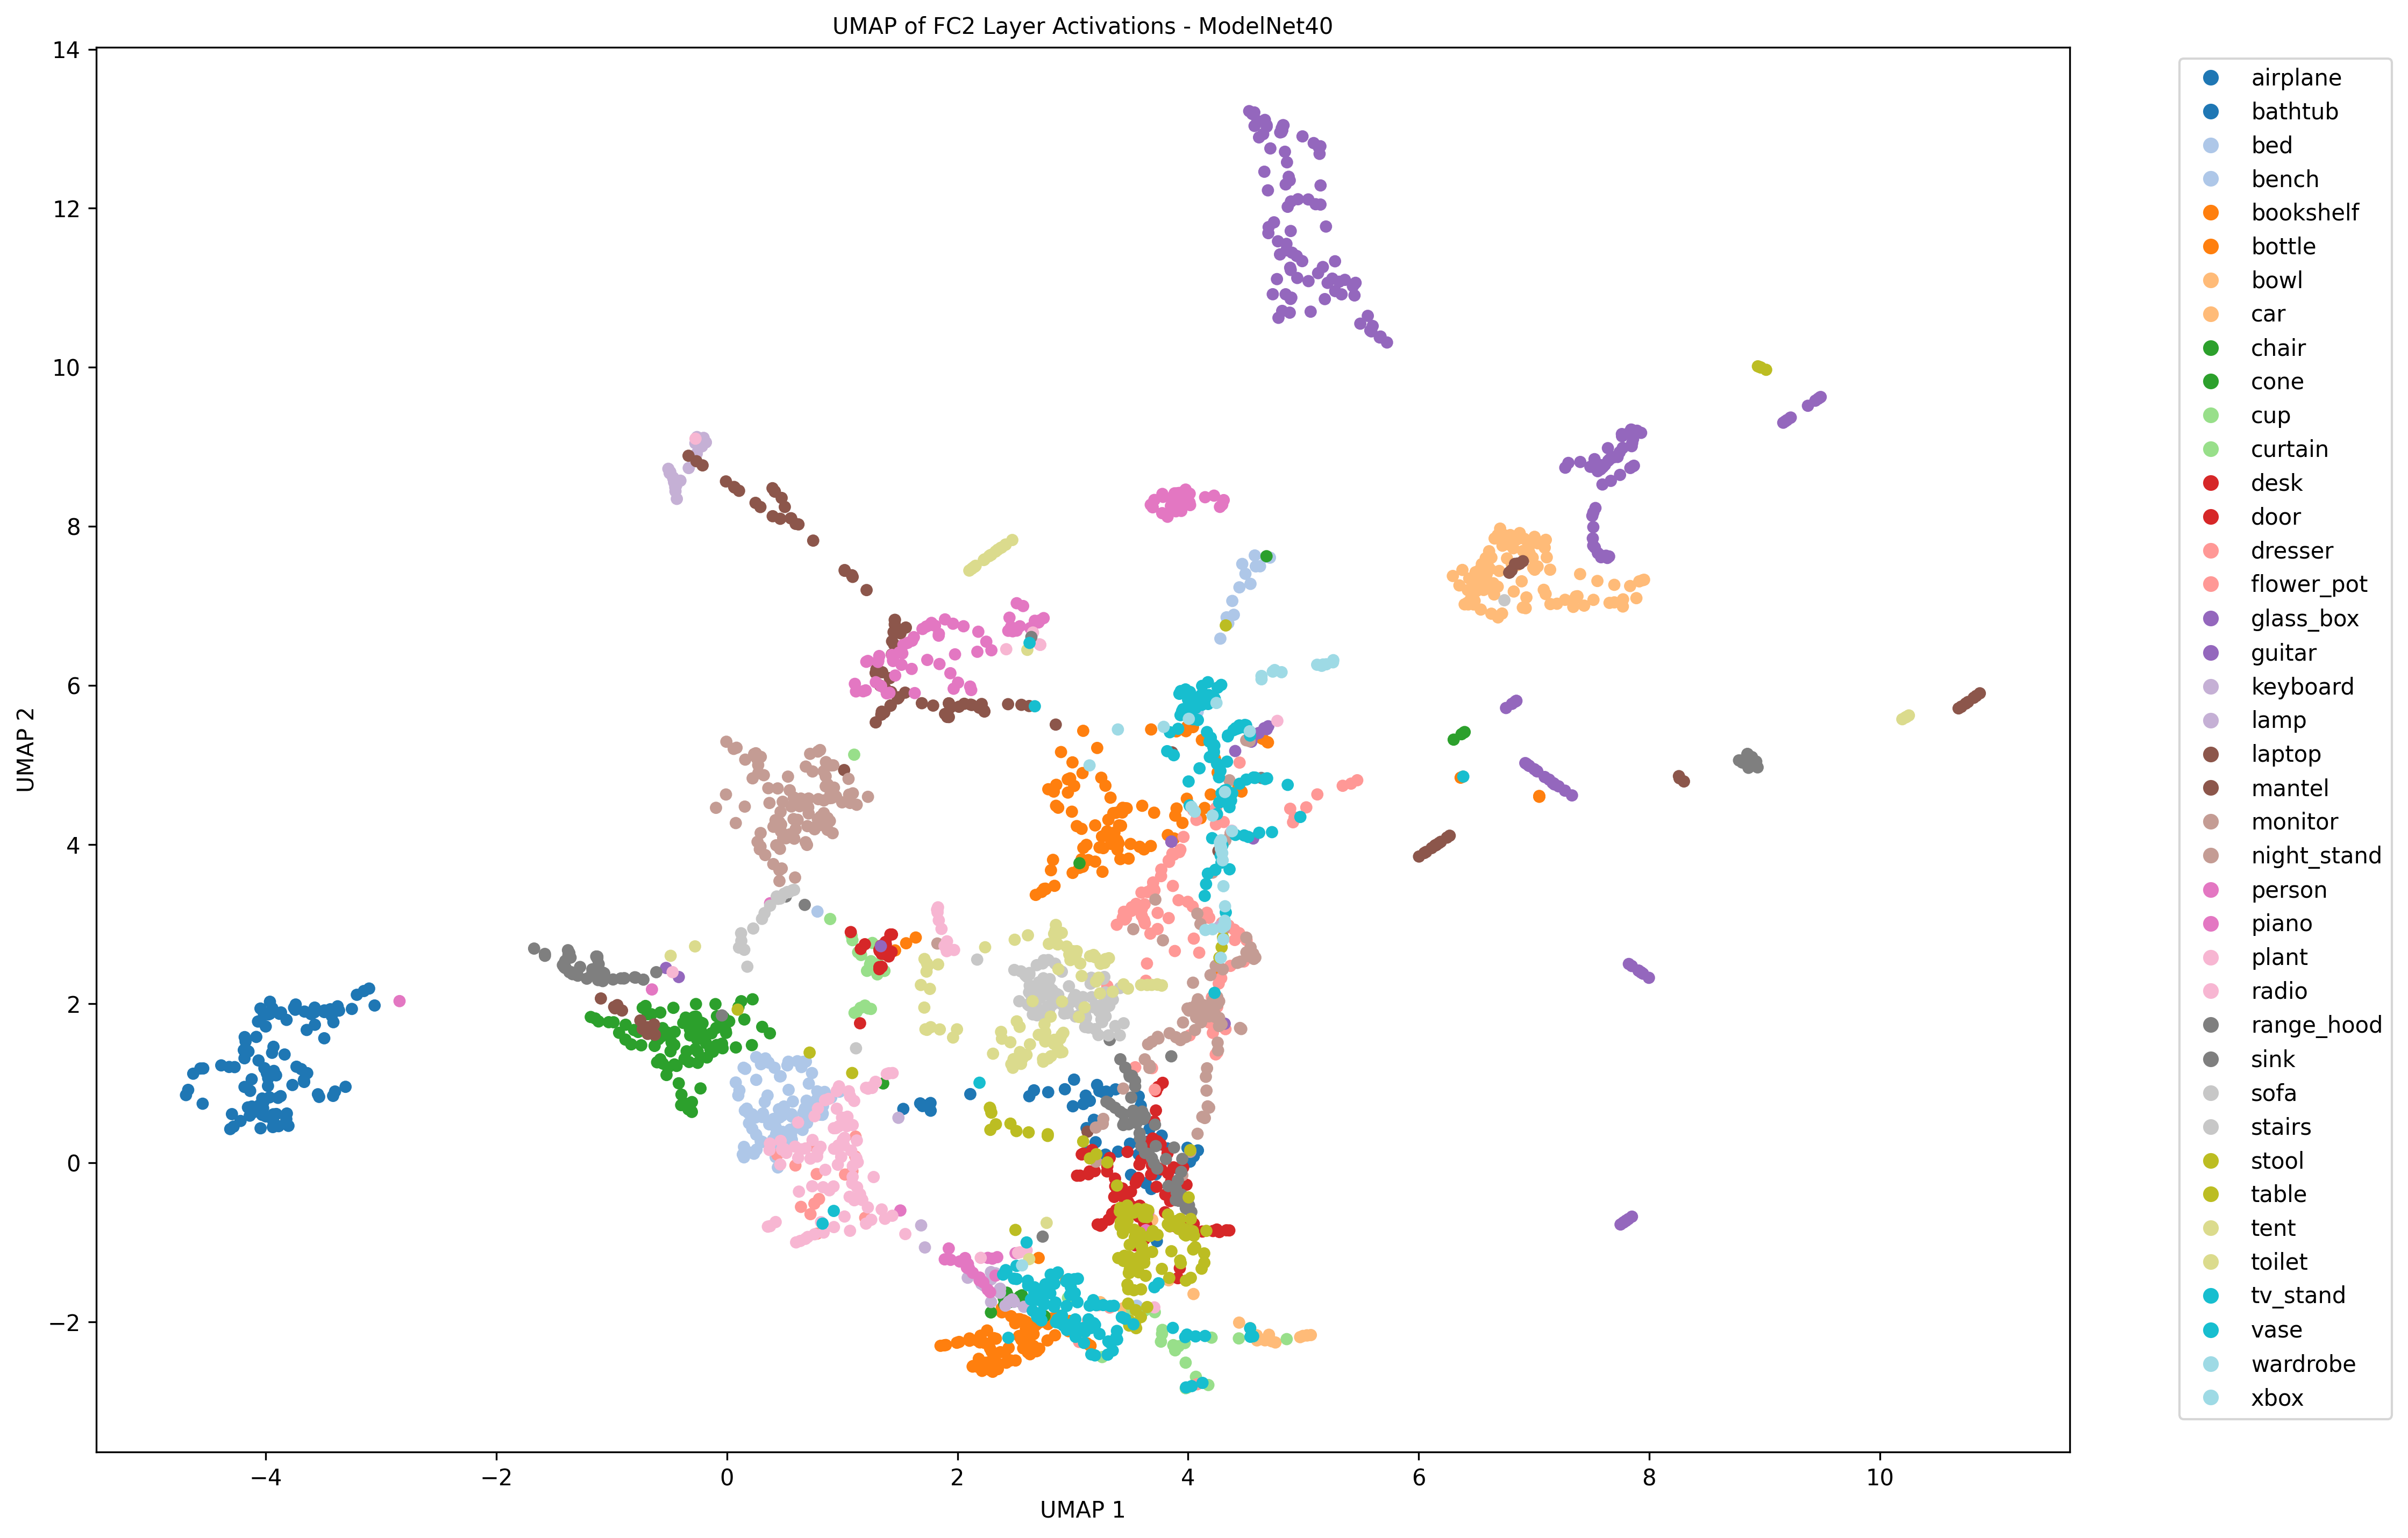 UMAP of FC2 Layer Activations - ModelNet40
14
12
10
8
6
4
2
0
−2
UMAP 2
−4
−2
0
2
4
6
8
10
UMAP 1
airplane
bathtub
bed
bench
bookshelf
bottle
bowl
car
chair
cone
cup
curtain
desk
door
dresser
flower_pot
glass_box
guitar
keyboard
lamp
laptop
mantel
monitor
night_stand
person
piano
plant
radio
range_hood
sink
sofa
stairs
stool
table
tent
toilet
tv_stand
vase
wardrobe
xbox